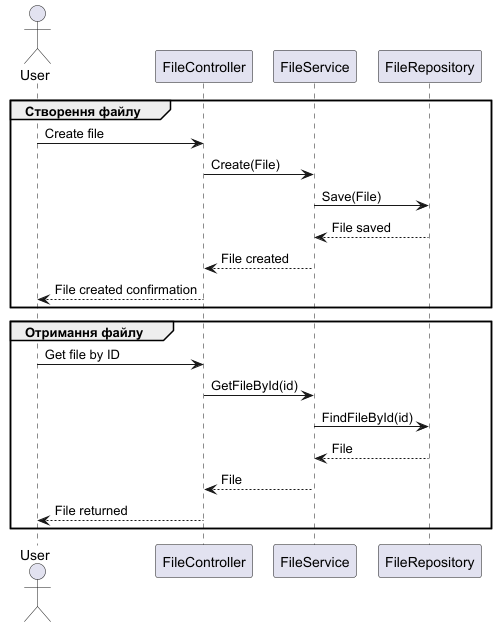 User
FileController
FileService
FileRepository
Створення файлу
Create file
Create(File)
Save(File)
File saved
File created
File created confirmation
Отримання файлу
Get file by ID
GetFileById(id)
FindFileById(id)
File
File
File returned
User
FileController
FileService
FileRepository